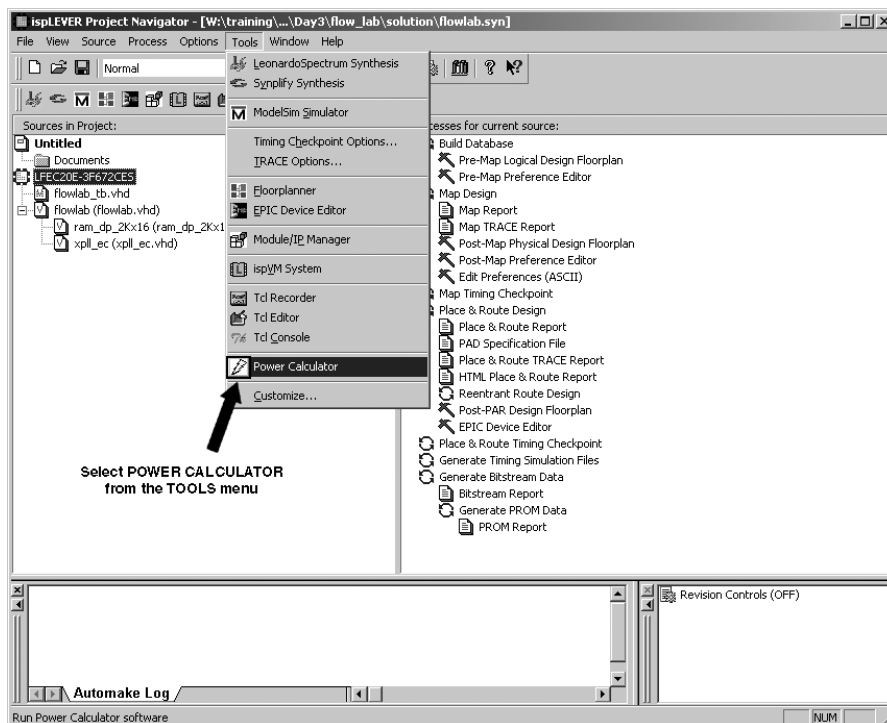 ispLEVER Project Navigator - [W:\training\...\Day3\flow_lab\solution\flowlab.syn]
File View Source Process Options Tools Window Help
Normal
Sources in Project:
Untitled
Documents
LFEC20E-3F672CES
flowlab_tb.vhd
flowlab (flowlab.vhd)
ram_dp_2Kx16 (ram_dp_2Kx1
xpll_ec (xpll_ec.vhd)
LeonardoSpectrum Synthesis
Synplify Synthesis
ModelSim Simulator
Timing Checkpoint Options...
TRACE Options...
Floorplanner
EPIC Device Editor
Module/IP Manager
ispVM System
Tcl Recorder
Tcl Editor
Tcl Console
Power Calculator
Customize...
Select POWER CALCULATOR
from the TOOLS menu
cesses for current source:
Build Database
Pre-Map Logical Design Floorplan
Pre-Map Preference Editor
Map Design
Map Report
Map TRACE Report
Post-Map Physical Design Floorplan
Post-Map Preference Editor
Edit Preferences (ASCII)
Map Timing Checkpoint
Place & Route Design
Place & Route Report
PAD Specification File
Place & Route TRACE Report
HTML Place & Route Report
Reentrant Route Design
Post-PAR Design Floorplan
EPIC Device Editor
Place & Route Timing Checkpoint
Generate Timing Simulation Files
Generate Bitstream Data
Bitstream Report
Generate PROM Data
PROM Report
Automake Log
Revision Controls (OFF)
Run Power Calculator software
NUM